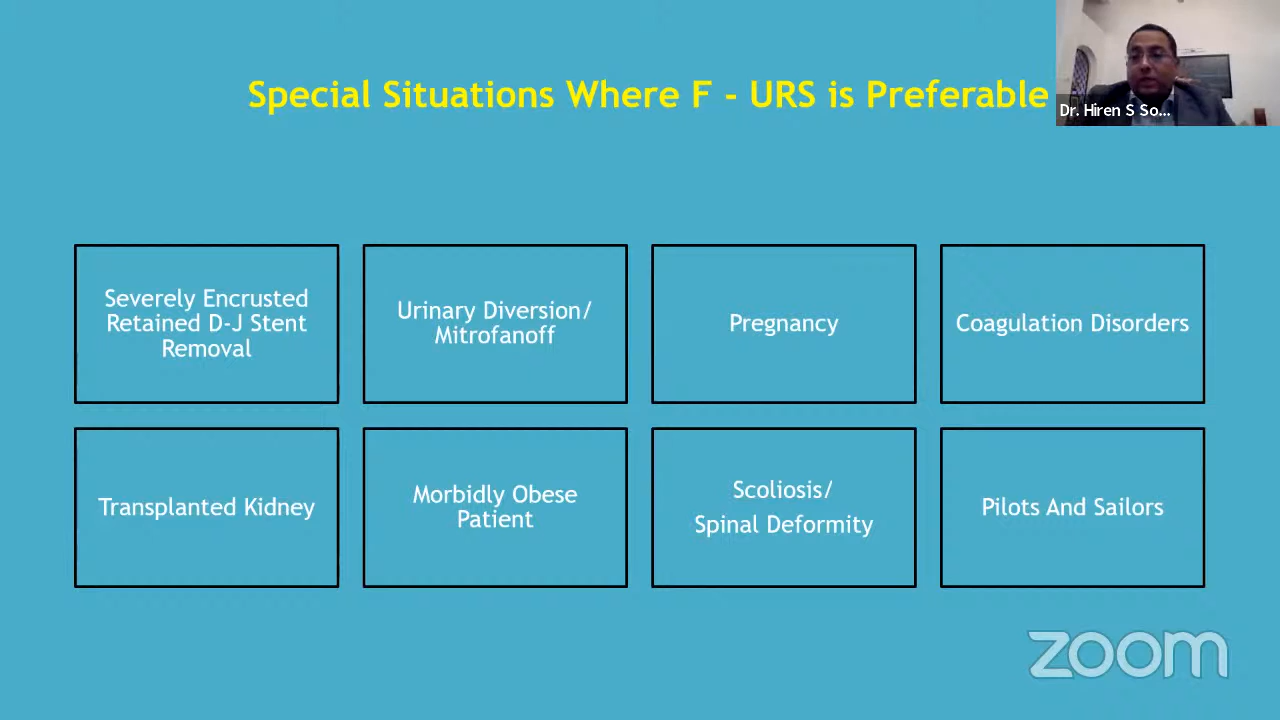 Special Situations Where F - URS is Preferable
Dr. Hiren S So...
Severely Encrusted
Retained D-J Stent
Removal
Urinary Diversion/
Mitrofanoff
Pregnancy
Coagulation Disorders
Transplanted Kidney
Morbidly Obese
Patient
Scoliosis/
Spinal Deformity
Pilots And Sailors
zoom